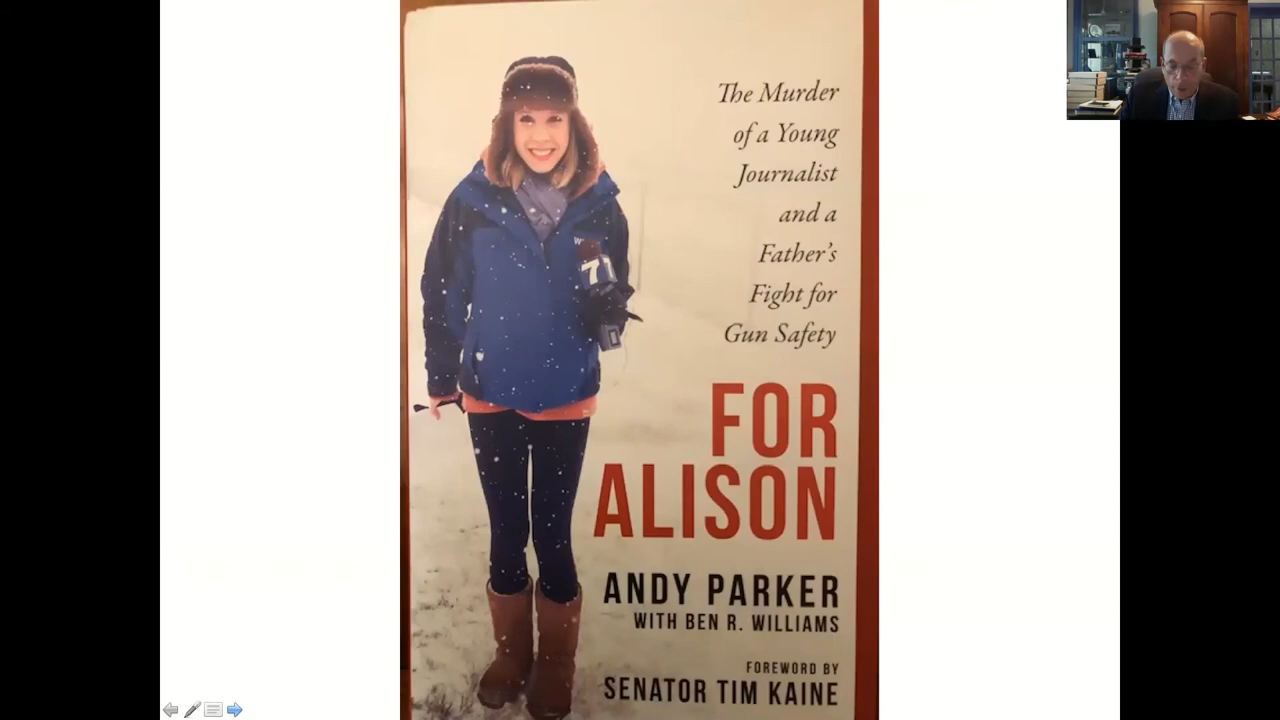 The Murder
of a Young
Journalist
and a
Father's
Fight for
Gun Safety
7
FOR
ALISON
ANDY PARKER
WITH BEN R. WILLIAMS
FOREWORD BY
SENATOR TIM KAINE